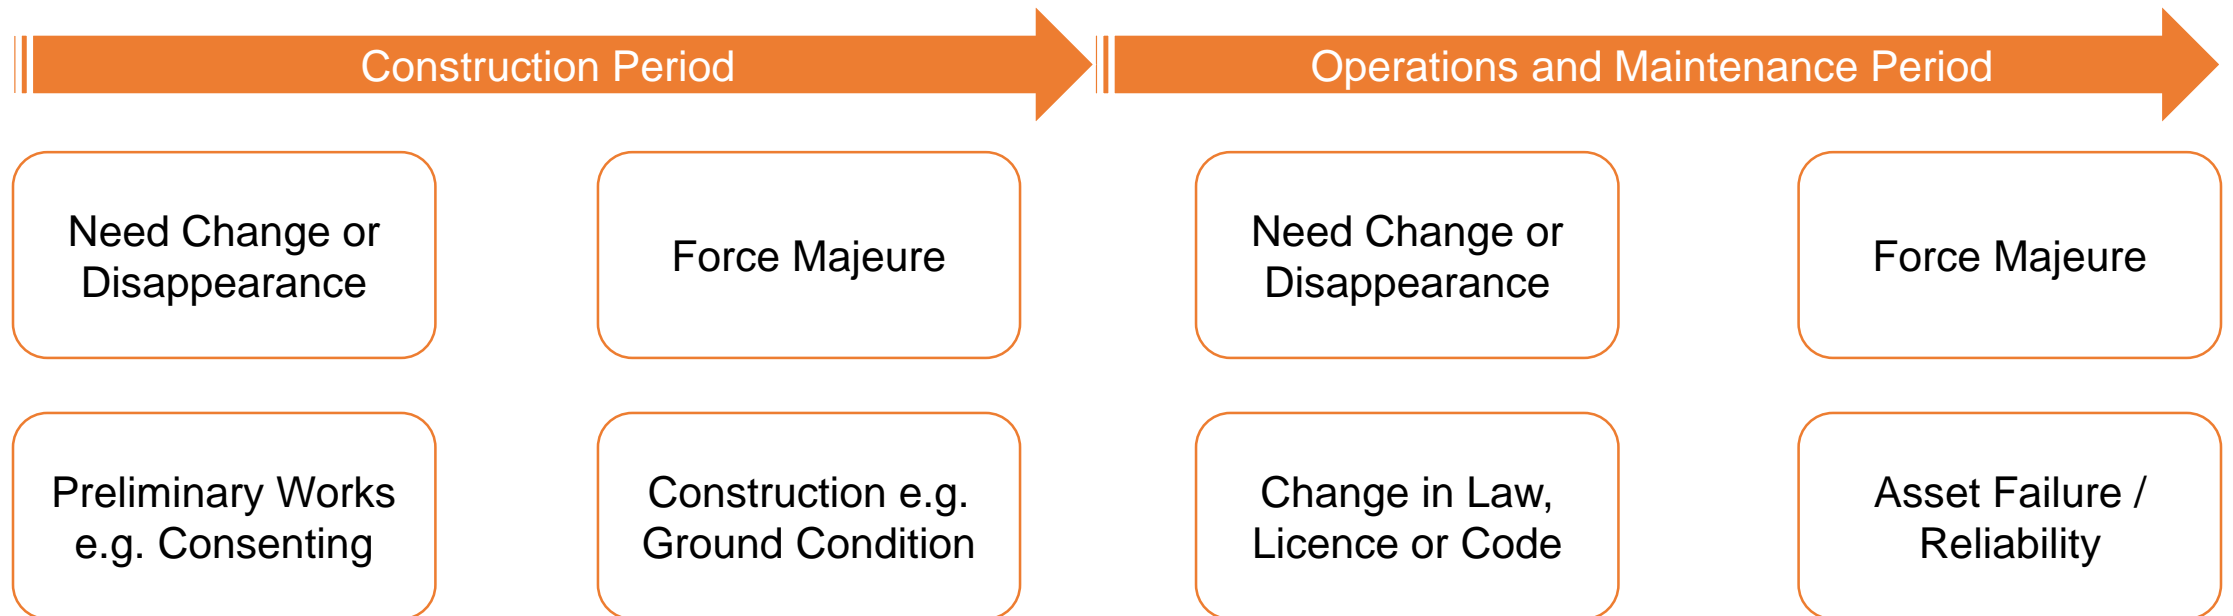 Construction Period
Operations and Maintenance Period
Need Change or
Disappearance
Force Majeure
Need Change or
Disappearance
Force Majeure
Preliminary Works
e.g. Consenting
Construction e.g.
Ground Condition
Change in Law,
Licence or Code
Asset Failure /
Reliability